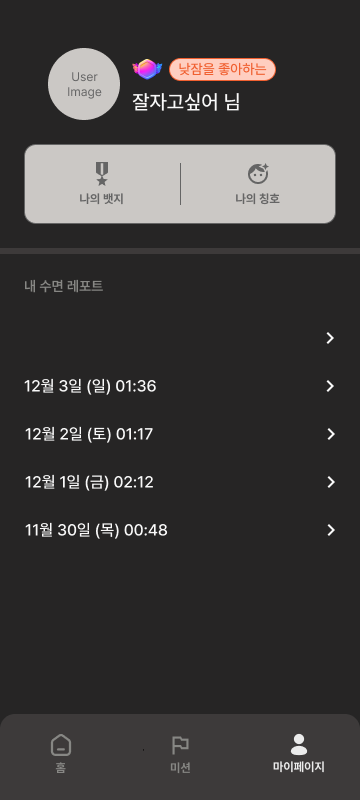 User
Image
낮잠을 좋아하는
잘자고싶어 님
나의 뱃지
나의 칭호
내 수면 레포트
12월 3일 (일) 01:36
12월 2일 (토) 01:17
12월 1일 (금) 02:12
11월 30일 (목) 00:48
홈
미션
마이페이지